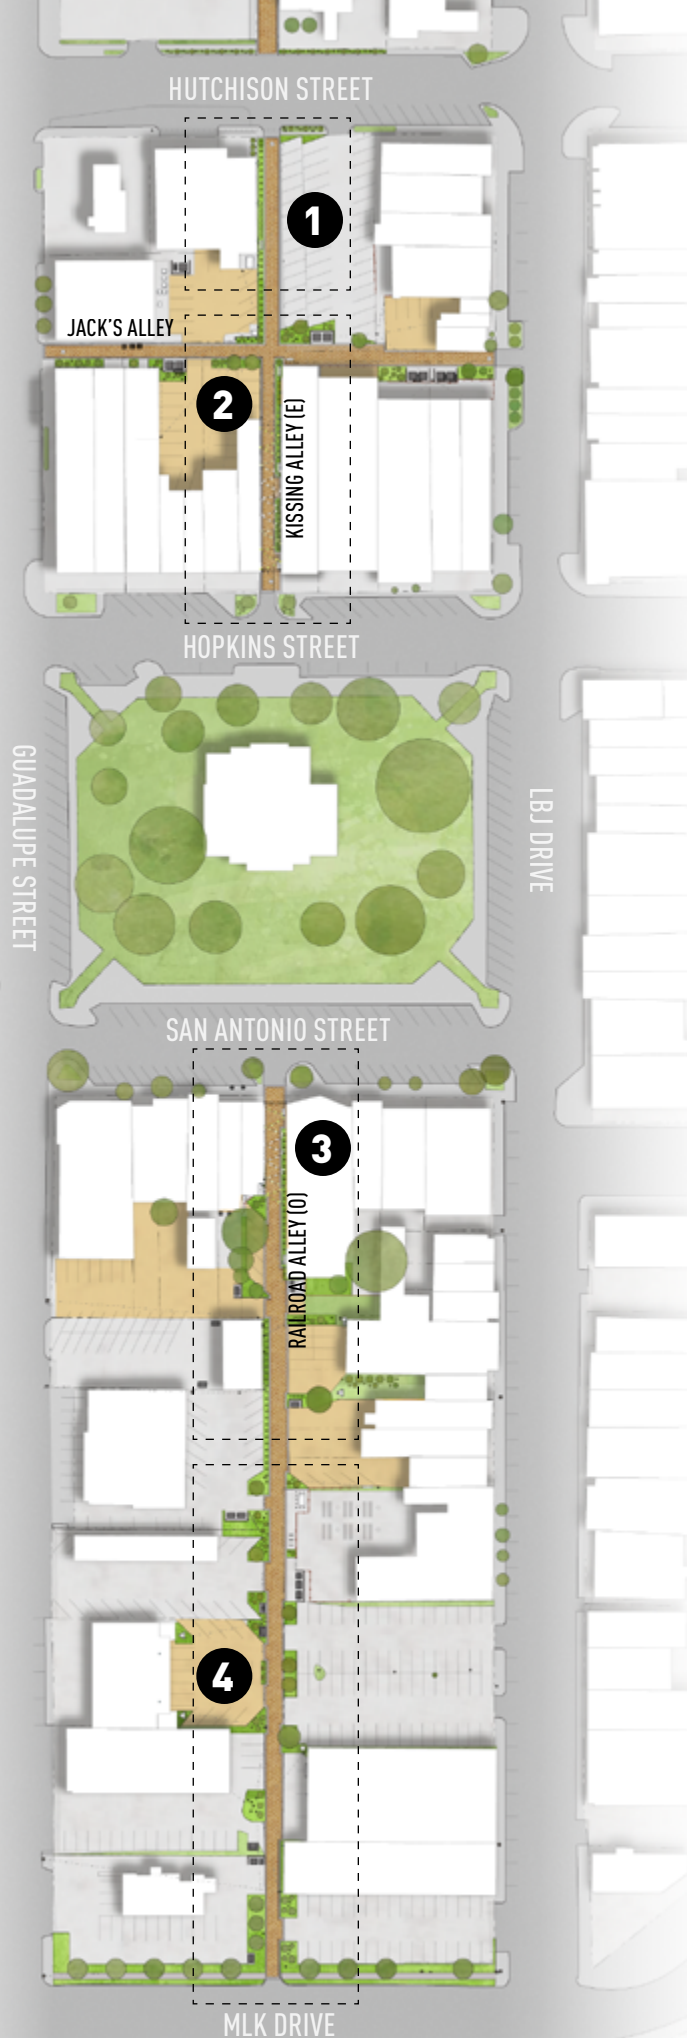 HUTCHISON STREET
1
JACK'S ALLEY
2
KISSING ALLEY (E)
HOPKINS STREET
GUADALUPE STREET
LBJ DRIVE
SAN ANTONIO STREET
3
RAILROAD ALLEY (O)
4
MLK DRIVE